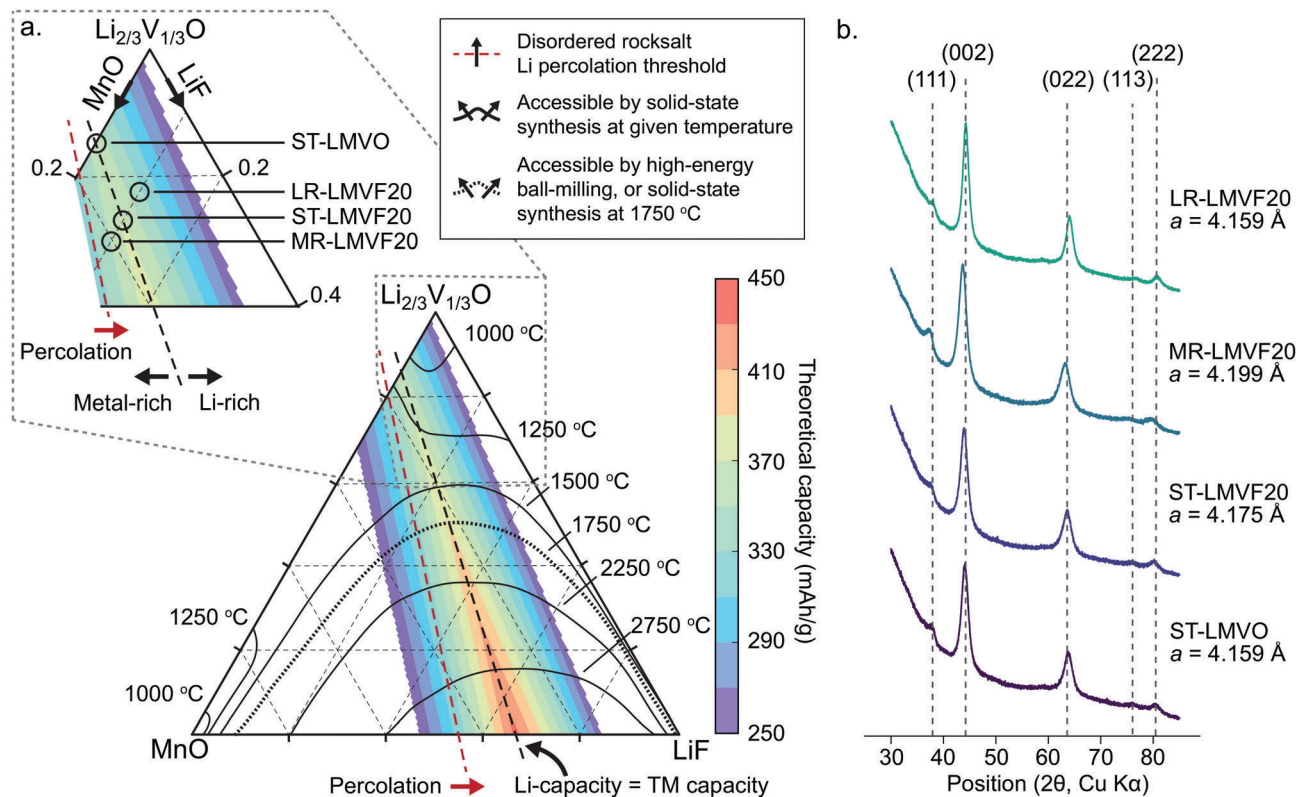 a.
Li2/3V1/3O
MnO
LiF
0.2
0.2
0.4
ST-LMVO
LR-LMVF20
ST-LMVF20
MR-LMVF20
Percolation
Metal-rich
Li-rich
Disordered rocksalt
Li percolation threshold
Accessible by solid-state
synthesis at given temperature
Accessible by high-energy
ball-milling, or solid-state
synthesis at 1750 °C
Li2/3V1/3O
1000 °C
1250 °C
1500 °C
1750 °C
2250 °C
2750 °C
1250 °C
1000 °C
MnO
LiF
Percolation
Li-capacity = TM capacity
450
410
370
330
290
250
Theoretical capacity (mAh/g)
b.
(111)
(002)
(022)
(113)
(222)
LR-LMVF20
a = 4.159 Å
MR-LMVF20
a = 4.199 Å
ST-LMVF20
a = 4.175 Å
ST-LMVO
a = 4.159 Å
30
40
50
60
70
80
Position (2θ, Cu Kα)